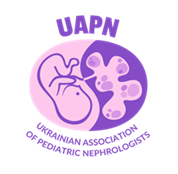 UAPN
UKRAINIAN ASSOCIATION
OF PEDIATRIC NEPHROLOGISTS